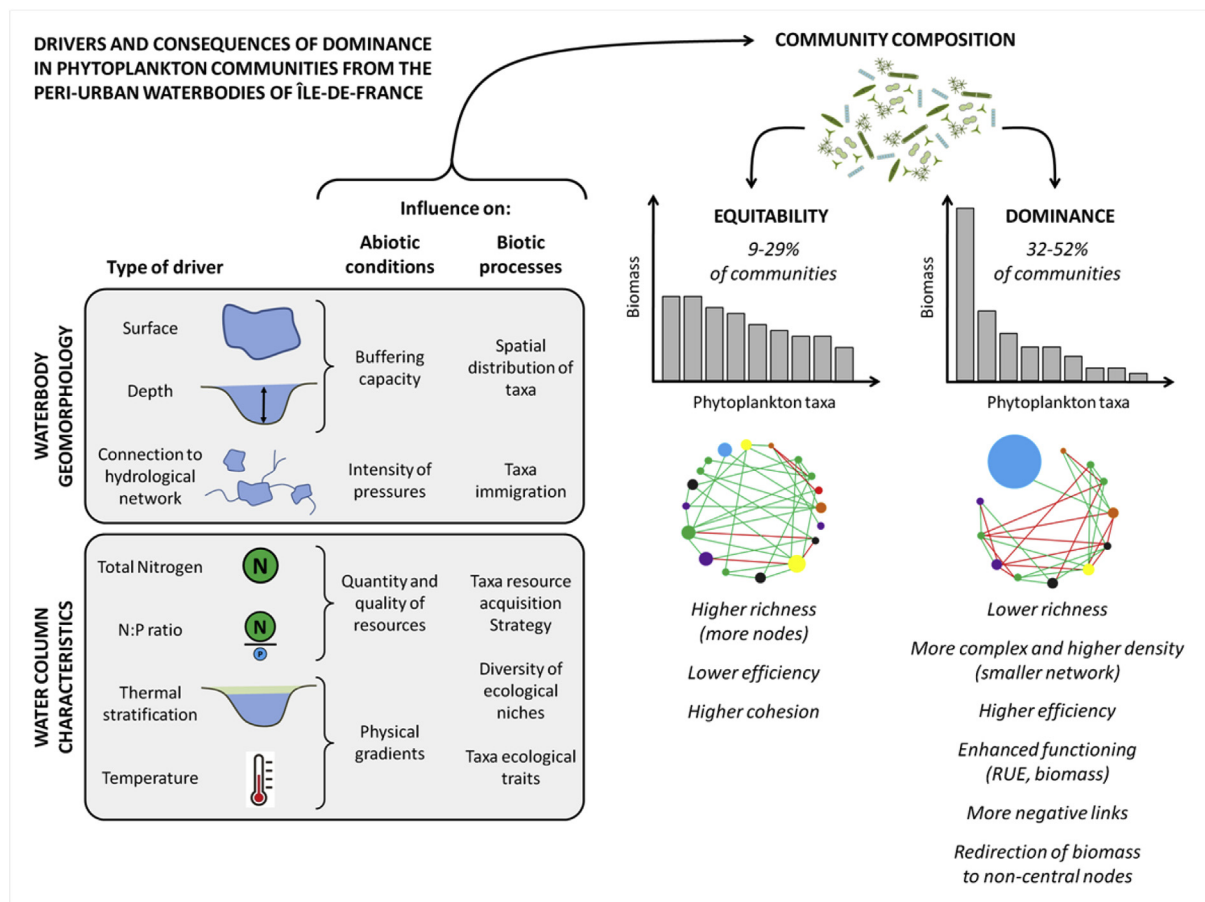 DRIVERS AND CONSEQUENCES OF DOMINANCE
IN PHYTOPLANKTON COMMUNITIES FROM THE
PERI-URBAN WATERBODIES OF ÎLE-DE-FRANCE
COMMUNITY COMPOSITION
Influence on:
Type of driver
Abiotic
conditions
Biotic
processes
WATERBODY
GEOMORPHOLOGY
Surface
Depth
Buffering
capacity
Spatial
distribution of
taxa
Connection to
hydrological
network
Intensity of
pressures
Taxa
immigration
WATER COLUMN
CHARACTERISTICS
Total Nitrogen
N
N:P ratio
N
P
Quantity and
quality of
resources
Taxa resource
acquisition
Strategy
Thermal
stratification
Temperature
Physical
gradients
Diversity of
ecological
niches
Taxa ecological
traits
EQUITABILITY
9-29%
of communities
Biomass
Phytoplankton taxa
Higher richness
(more nodes)
Lower efficiency
Higher cohesion
DOMINANCE
32-52%
of communities
Biomass
Phytoplankton taxa
Lower richness
More complex and higher density
(smaller network)
Higher efficiency
Enhanced functioning
(RUE, biomass)
More negative links
Redirection of biomass
to non-central nodes